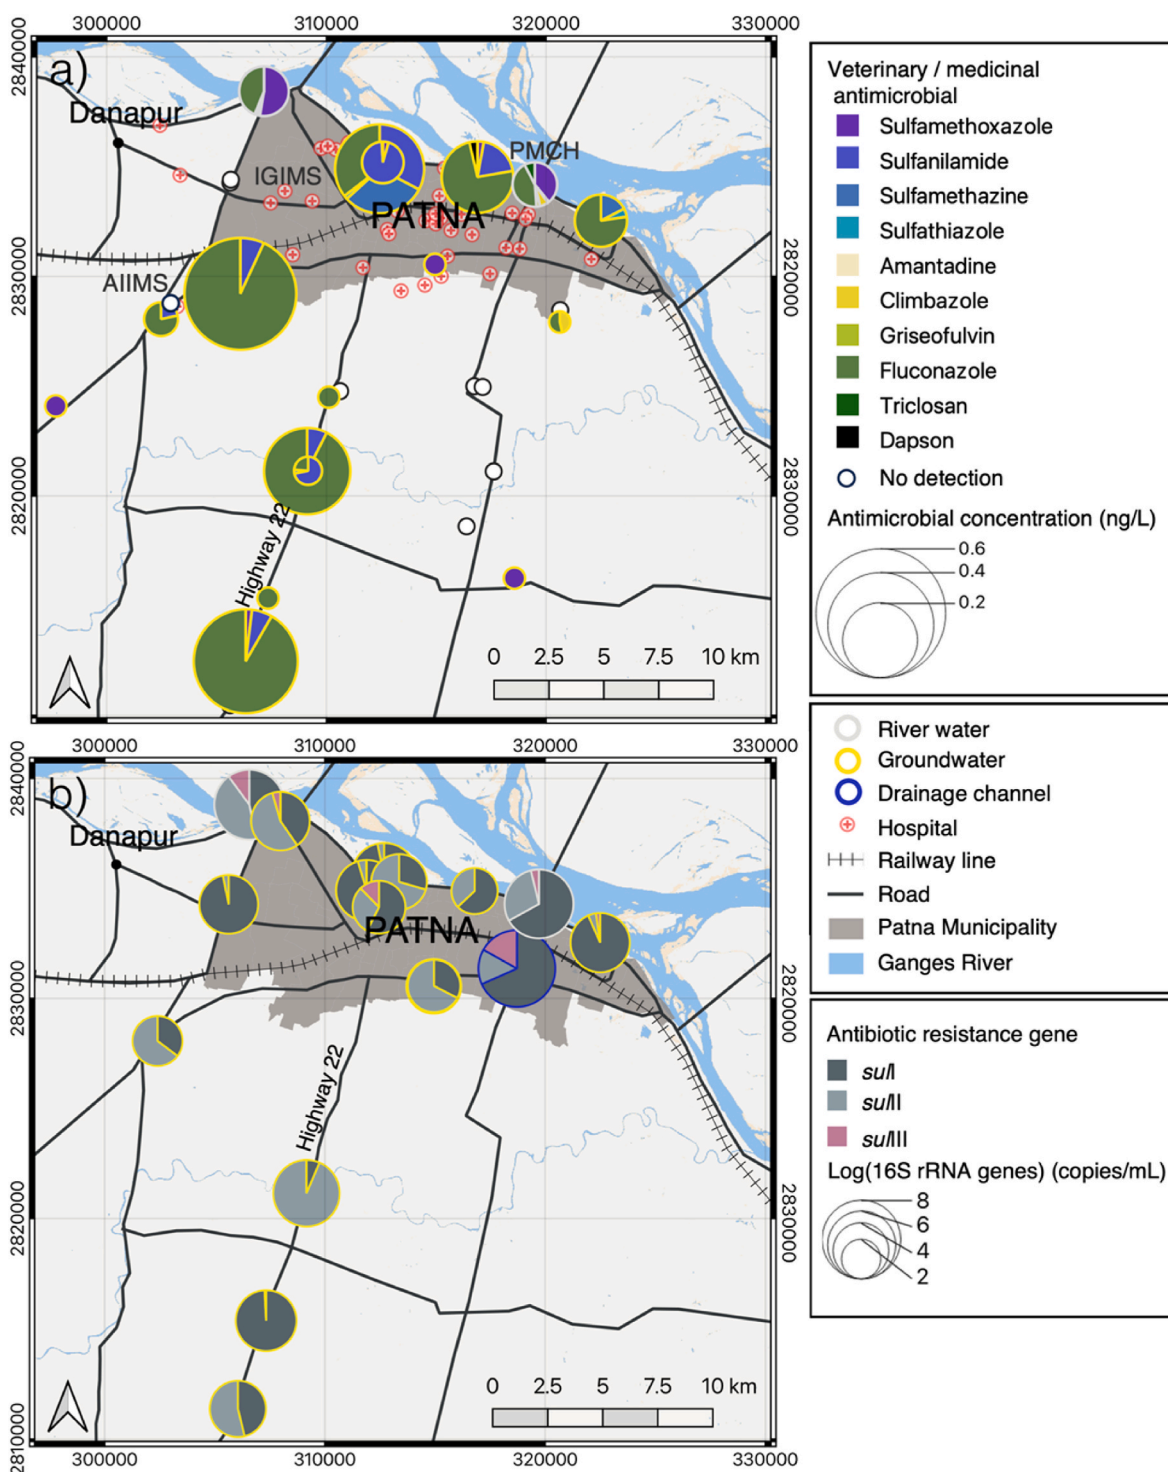 300000 310000 320000 330000
2840000
a)
Danapur
PMCH
IGIMS
PATNA
AIIMS
2830000
2820000
2820000
2830000
Highway 22
0 2.5 5 7.5 10 km
Veterinary / medicinal
antimicrobial
Sulfamethoxazole
Sulfanilamide
Sulfamethazine
Sulfathiazole
Amantadine
Climbazole
Griseofulvin
Fluconazole
Triclosan
Dapson
No detection
Antimicrobial concentration (ng/L)
0.6
0.4
0.2
River water
Groundwater
Drainage channel
Hospital
Railway line
Road
Patna Municipality
Ganges River
300000 310000 320000 330000
2840000
b)
Danapur
PATNA
2830000
2820000
Highway 22
2820000
2830000
2810000
0 2.5 5 7.5 10 km
300000 310000 320000 330000
Antibiotic resistance gene
sulI
sulII
sulIII
Log(16S rRNA genes) (copies/mL)
8
6
4
2